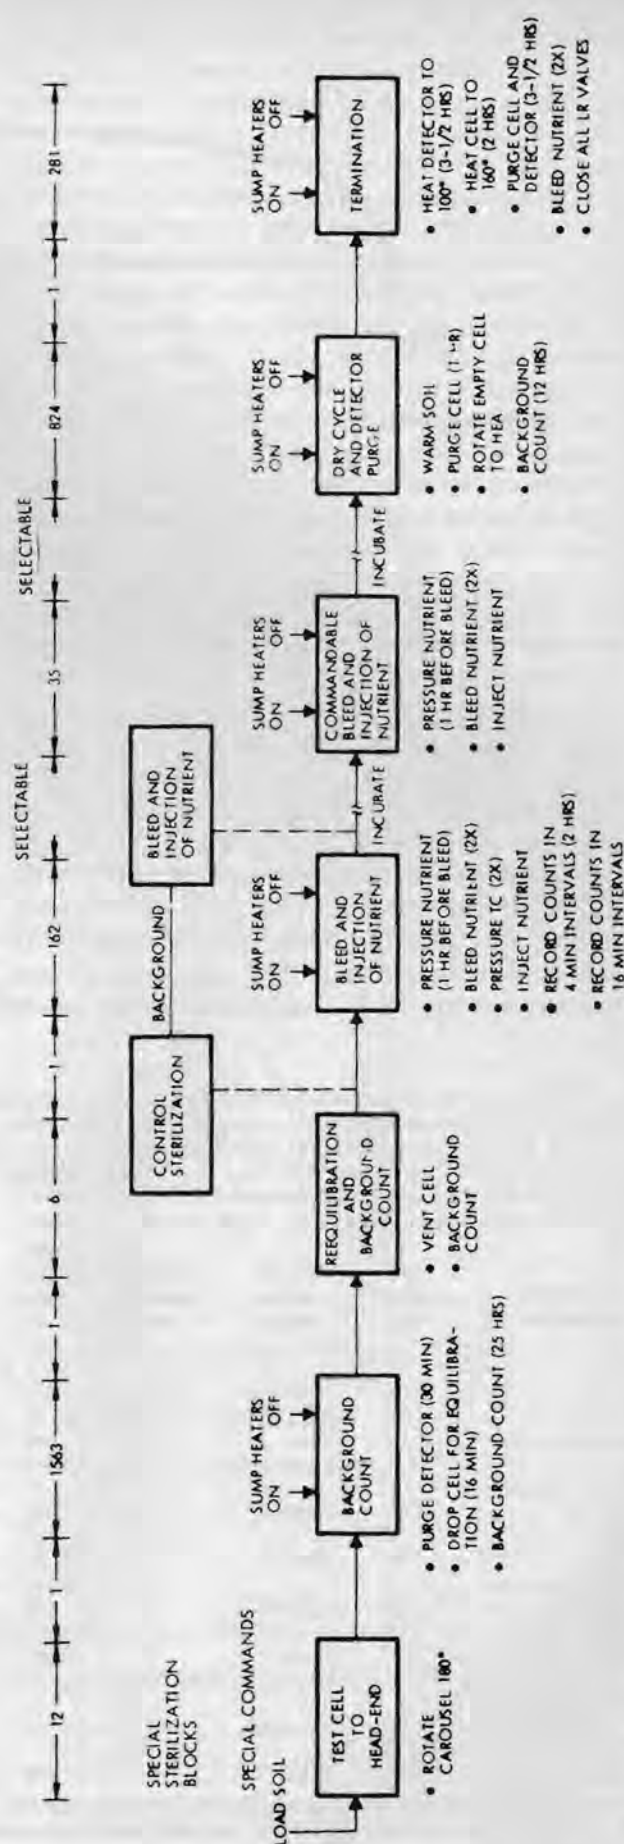 12
1
1563
1
6
1
162
SELECTABLE
35
SELECTABLE
824
1
281
SPECIAL
STERILIZATION
BLOCKS
CONTROL
STERILIZATION
BACKGROUND
BLEED AND
INJECTION
OF NUTRIENT
SPECIAL COMMANDS
LOAD SOIL
TEST CELL
TO
HEAD-END
• ROTATE
CAROUSEL 180°
SUMP HEATERS
ON OFF
BACKGROUND
COUNT
• PURGE DETECTOR (30 MIN)
• DROP CELL FOR EQUILIBRA-
TION (16 MIN)
• BACKGROUND COUNT (25 HRS)
REEQUILIBRATION
AND
BACKGROUND
COUNT
• VENT CELL
• BACKGROUND
COUNT
SUMP HEATERS
ON OFF
BLEED AND
INJECTION
OF NUTRIENT
• PRESSURE NUTRIENT
(1 HR BEFORE BLEED)
• BLEED NUTRIENT (2X)
• PRESSURE TC (2X)
• INJECT NUTRIENT
• RECORD COUNTS IN
4 MIN INTERVALS (2 HRS)
• RECORD COUNTS IN
16 MIN INTERVALS
INCUBATE
SUMP HEATERS
ON OFF
COMMANDABLE
BLEED AND
INJECTION OF
NUTRIENT
• PRESSURE NUTRIENT
(1 HR BEFORE BLEED)
• BLEED NUTRIENT (2X)
• INJECT NUTRIENT
INCUBATE
SUMP HEATERS
ON OFF
DRY CYCLE
AND DETECTOR
PURGE
• WARM SOIL
• PURGE CELL (1 HR)
• ROTATE EMPTY CELL
TO HEA
• BACKGROUND
COUNT (12 HRS)
SUMP HEATERS
ON OFF
TERMINATION
• HEAT DETECTOR TO
100° (3-1/2 HRS)
• HEAT CELL TO
160° (2 HRS)
• PURGE CELL AND
DETECTOR (3-1/2 HRS)
• BLEED NUTRIENT (2X)
• CLOSE ALL LR VALVES